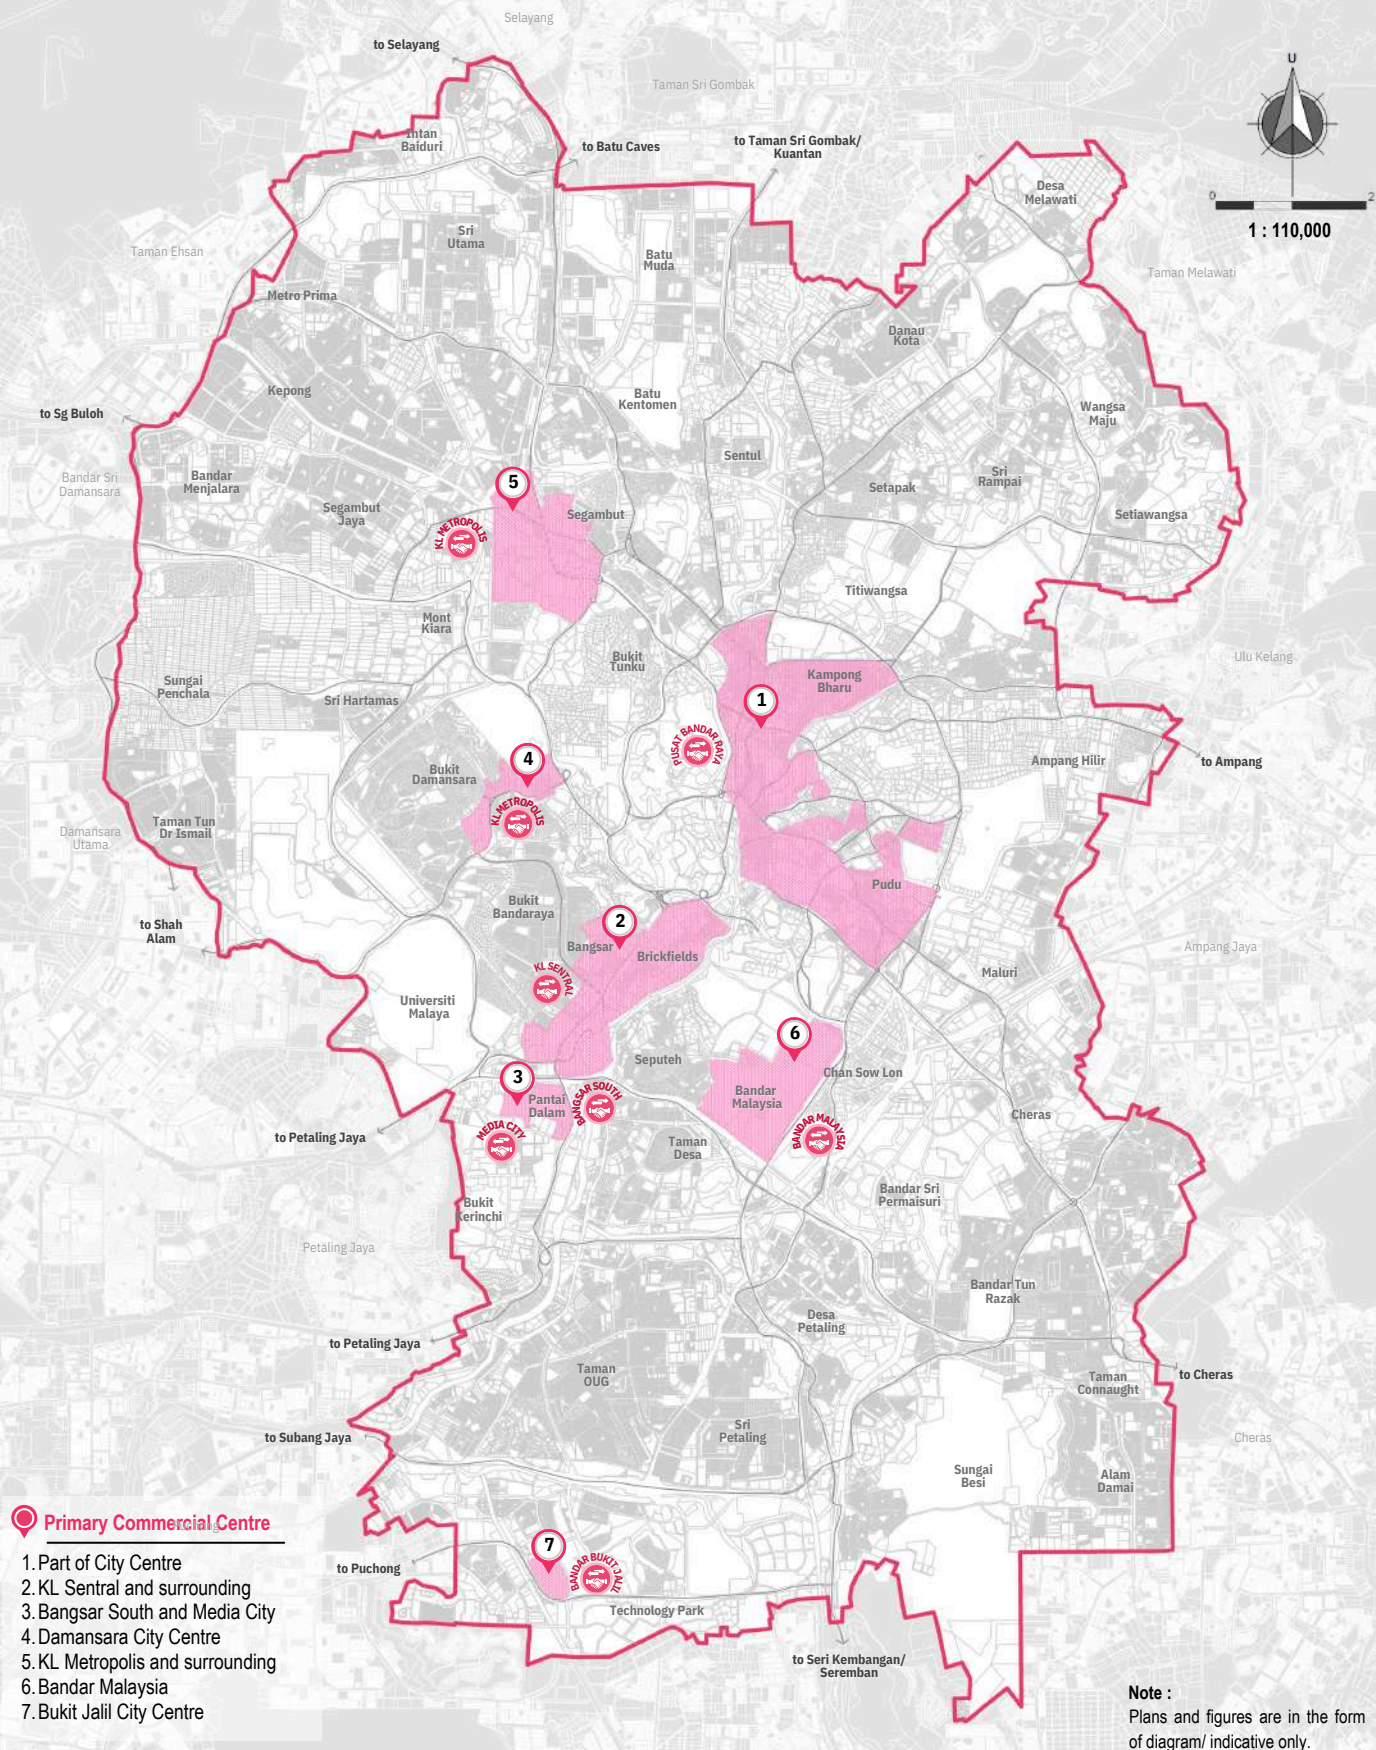 Selayang
to Selayang
U
Taman Sri Gombak
0
2
1 : 110,000
Intan
Baiduri
to Batu Caves
to Taman Sri Gombak/
Kuantan
Desa
Melawati
Sri
Utama
Taman Ehsan
Batu
Muda
Taman Melawati
Metro Prima
Danau
Kota
Kepong
Batu
Kentomen
to Sg Buloh
Wangsa
Maju
Sentul
Bandar Sri
Damansara
Bandar
Menjalara
5
Sri
Rampai
Setapak
Segambut
Jaya
Segambut
Setiawangsa
KL METROPOLIS
Titiwangsa
Mont
Kiara
Bukit
Tunku
Ulu Kelang
Sungai
Penchala
Kampong
Bharu
Sri Hartamas
1
PUSAT BANDAR RAYA
4
Bukit
Damansara
Ampang Hilir
to Ampang
KL METROPOLIS
Taman Tun
Dr Ismail
Damansara
Utama
Pudu
Bukit
Bandaraya
2
to Shah
Alam
Bangsar
Brickfields
Ampang Jaya
KL SENTRAL
Maluri
Universiti
Malaya
6
Seputeh
Chan Sow Lon
3
Bandar
Malaysia
Pantai
Dalam
BANGSAR SOUTH
MEDIA CITY
BANDAR MALAYSIA
Cheras
to Petaling Jaya
Taman
Desa
Bandar Sri
Permaisuri
Bukit
Kerinchi
Petaling Jaya
Bandar Tun
Razak
Desa
Petaling
to Petaling Jaya
Taman
OUG
Taman
Connaught
to Cheras
Sri
Petaling
to Subang Jaya
Cheras
Sungai
Besi
Alam
Damai
Primary Commercial Centre
1. Part of City Centre
2. KL Sentral and surrounding
3. Bangsar South and Media City
4. Damansara City Centre
5. KL Metropolis and surrounding
6. Bandar Malaysia
7. Bukit Jalil City Centre
7
BANDAR BUKIT JALIL
to Puchong
Technology Park
to Seri Kembangan/
Seremban
Note :
Plans and figures are in the form
of diagram/ indicative only.